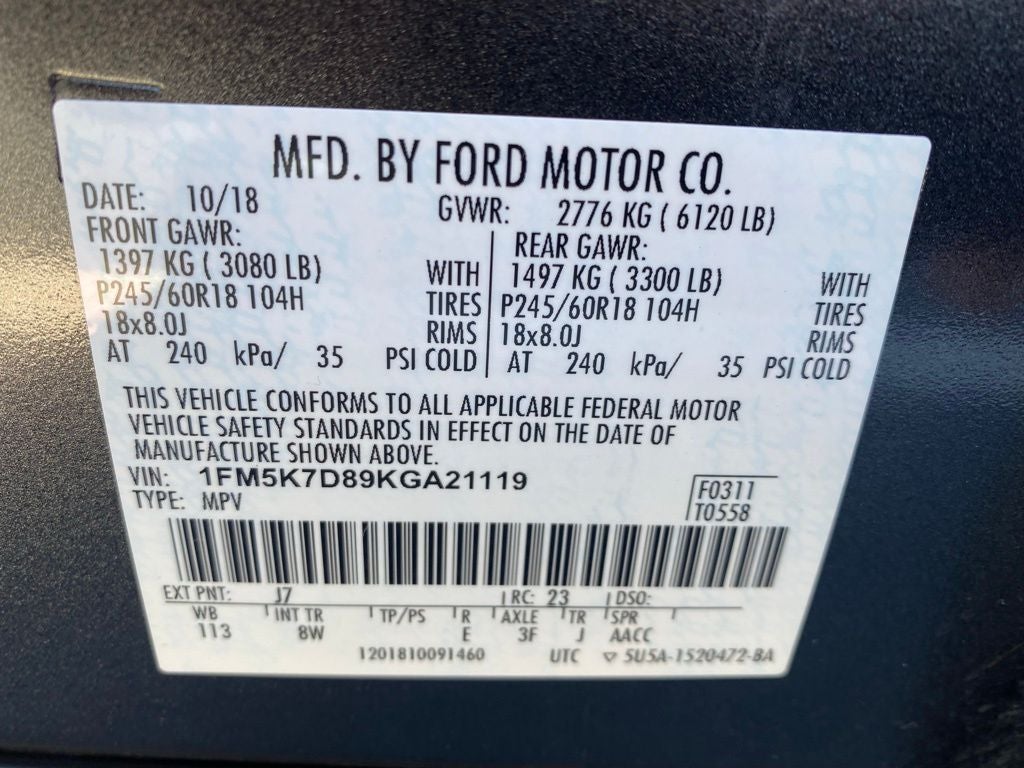 MFD. BY FORD MOTOR CO.
DATE: 10/18 GVWR: 2776 KG ( 6120 LB)
FRONT GAWR: REAR GAWR:
1397 KG ( 3080 LB) WITH 1497 KG ( 3300 LB) WITH
P245/60R18 104H TIRES P245/60R18 104H TIRES
18x8.0J RIMS 18x8.0J RIMS
AT 240 kPa/ 35 PSI COLD AT 240 kPa/ 35 PSI COLD
THIS VEHICLE CONFORMS TO ALL APPLICABLE FEDERAL MOTOR
VEHICLE SAFETY STANDARDS IN EFFECT ON THE DATE OF
MANUFACTURE SHOWN ABOVE.
VIN: 1FM5K7D89KGA21119
TYPE: MPV
F0311
T0558
EXT PNT: J7 RC: 23 DSO:
WB INT TR TP/PS R AXLE TR SPR
113 8W E 3F J AACC
1201810091460 UTC ▽ 5U5A-1520472-BA